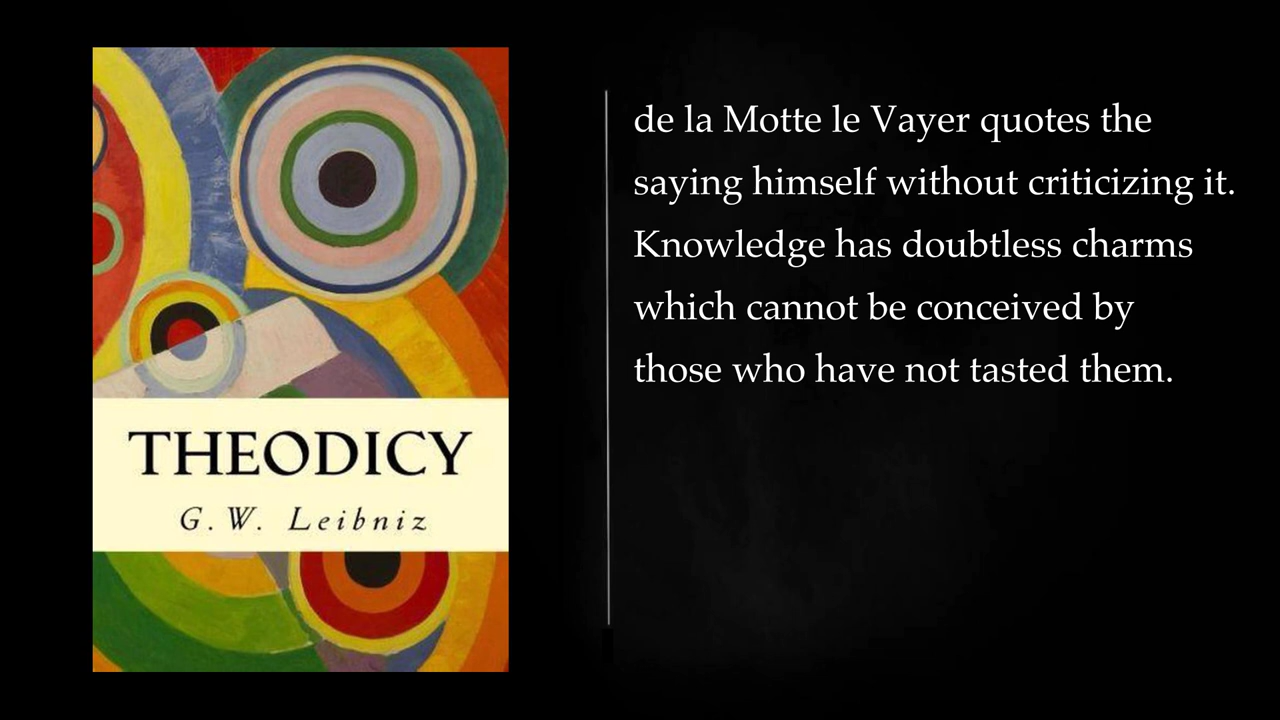 THEODICY
G.W. Leibniz
de la Motte le Vayer quotes the
saying himself without criticizing it.
Knowledge has doubtless charms
which cannot be conceived by
those who have not tasted them.